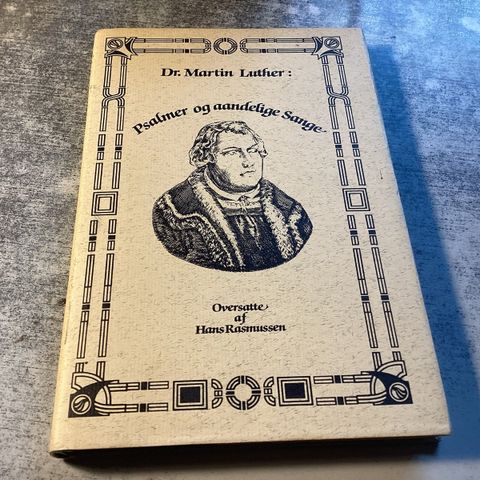 Dr. Martin Luther:
Psalmer og aandelige Sange
Oversatte
af
Hans Rasmussen